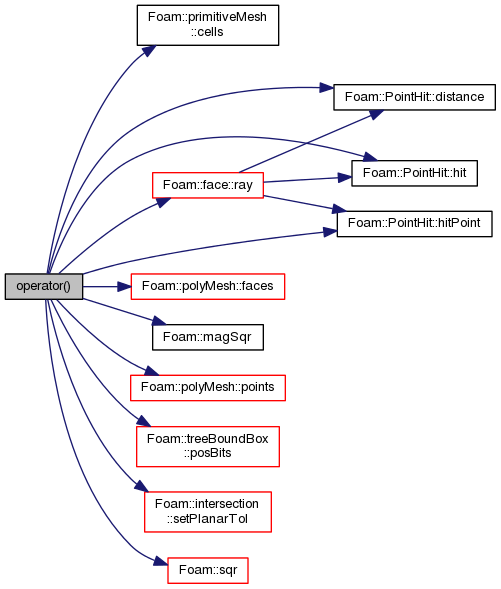 Foam::primitiveMesh
::cells
Foam::PointHit::distance
Foam::PointHit::hit
Foam::face::ray
Foam::PointHit::hitPoint
operator()
Foam::polyMesh::faces
Foam::magSqr
Foam::polyMesh::points
Foam::treeBoundBox
::posBits
Foam::intersection
::setPlanarTol
Foam::sqr